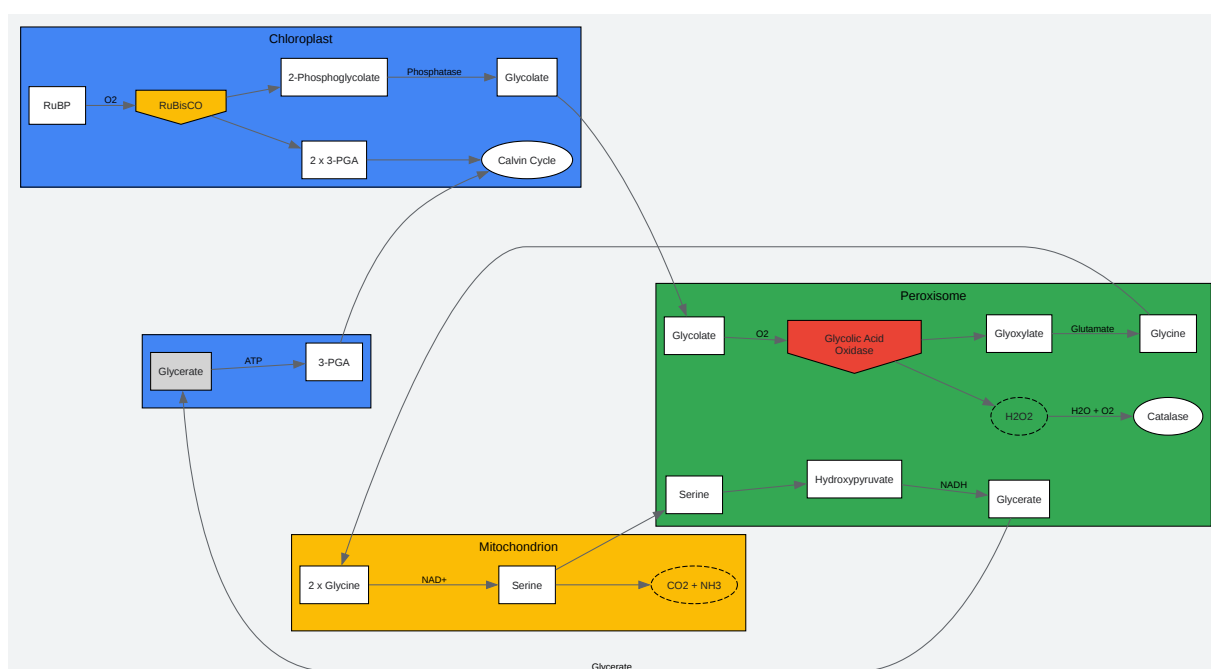 Chloroplast
RuBP
O2
RuBisCO
2-Phosphoglycolate
Phosphatase
Glycolate
2 x 3-PGA
Calvin Cycle
Peroxisome
Glycolate
O2
Glycolic Acid
Oxidase
Glyoxylate
Glutamate
Glycine
H2O2
H2O + O2
Catalase
Glycerate
ATP
3-PGA
Serine
Hydroxypyruvate
NADH
Glycerate
Mitochondrion
2 x Glycine
NAD+
Serine
CO2 + NH3
Glycerate